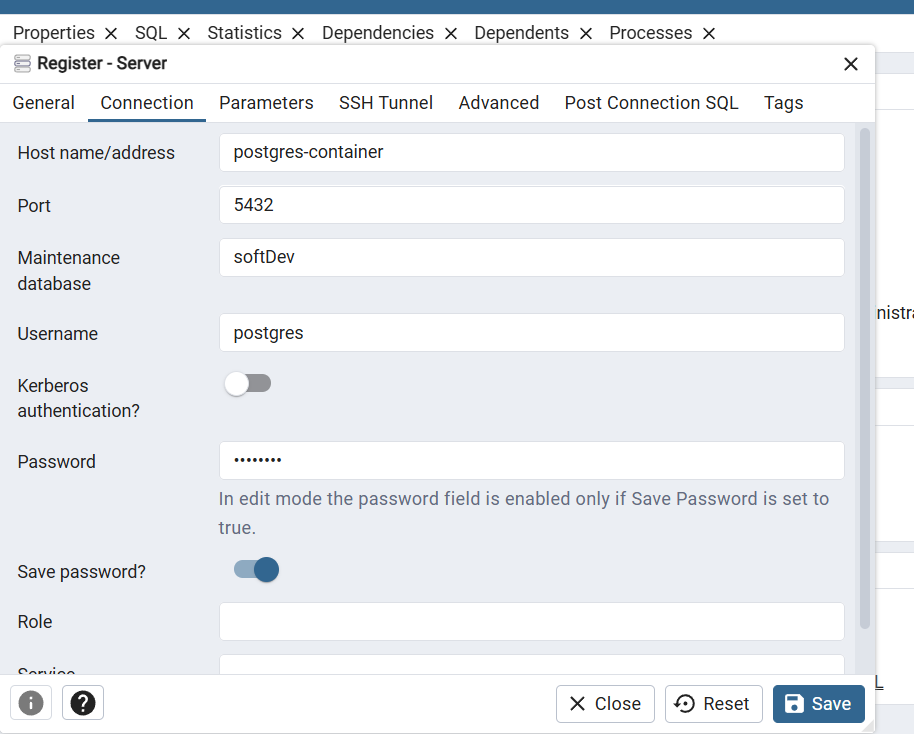 Properties SQL Statistics Dependencies Dependents Processes
Register - Server
General Connection Parameters SSH Tunnel Advanced Post Connection SQL Tags
Host name/address postgres-container
Port 5432
Maintenance
database softDev
Username postgres
Kerberos
authentication?
Password ••••••••
In edit mode the password field is enabled only if Save Password is set to
true.
Save password?
Role
Service
Close Reset Save